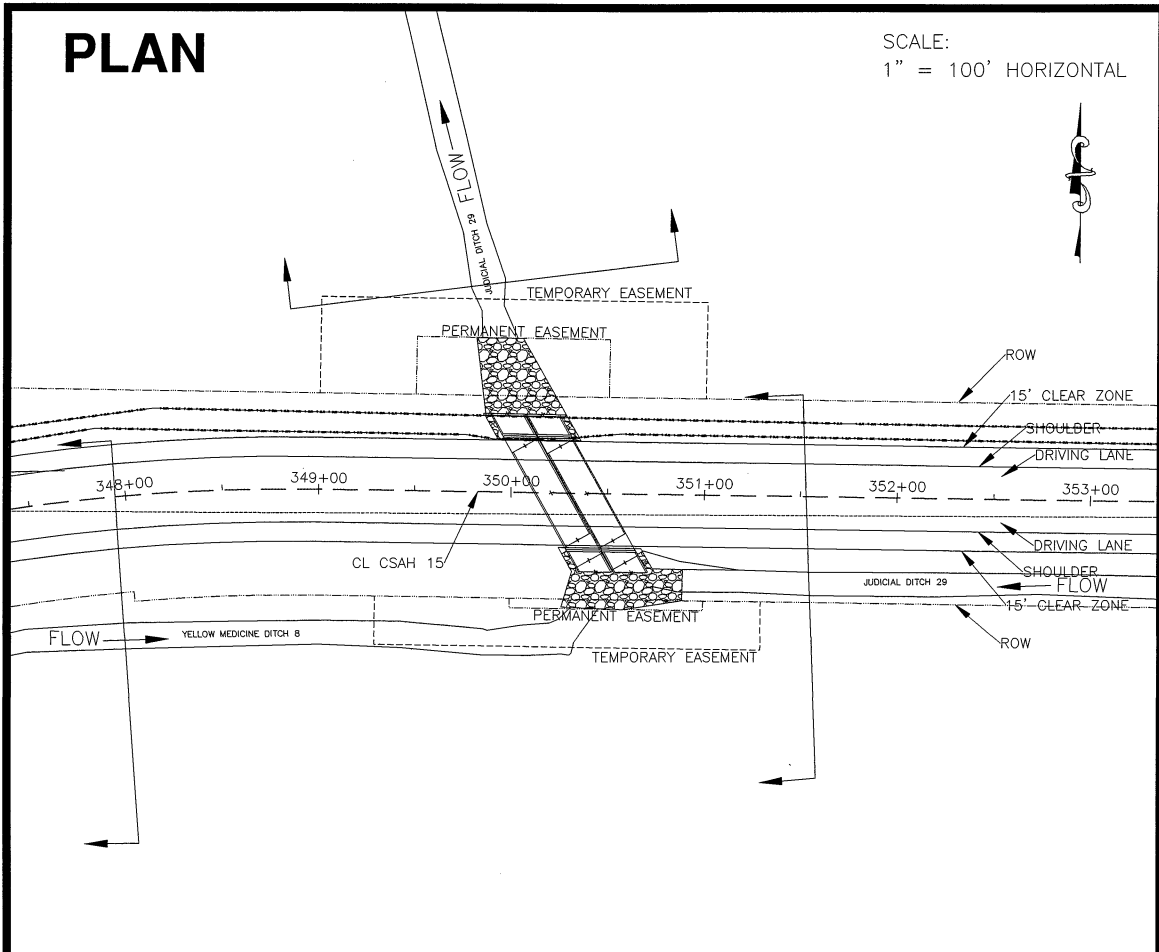 PLAN
SCALE:
1" = 100' HORIZONTAL
FLOW
JUDICIAL DITCH 29
TEMPORARY EASEMENT
PERMANENT EASEMENT
ROW
15' CLEAR ZONE
SHOULDER
DRIVING LANE
348+00
349+00
350+00
351+00
352+00
353+00
CL CSAH 15
DRIVING LANE
SHOULDER
JUDICIAL DITCH 29
FLOW
15' CLEAR ZONE
PERMANENT EASEMENT
FLOW
YELLOW MEDICINE DITCH 8
ROW
TEMPORARY EASEMENT